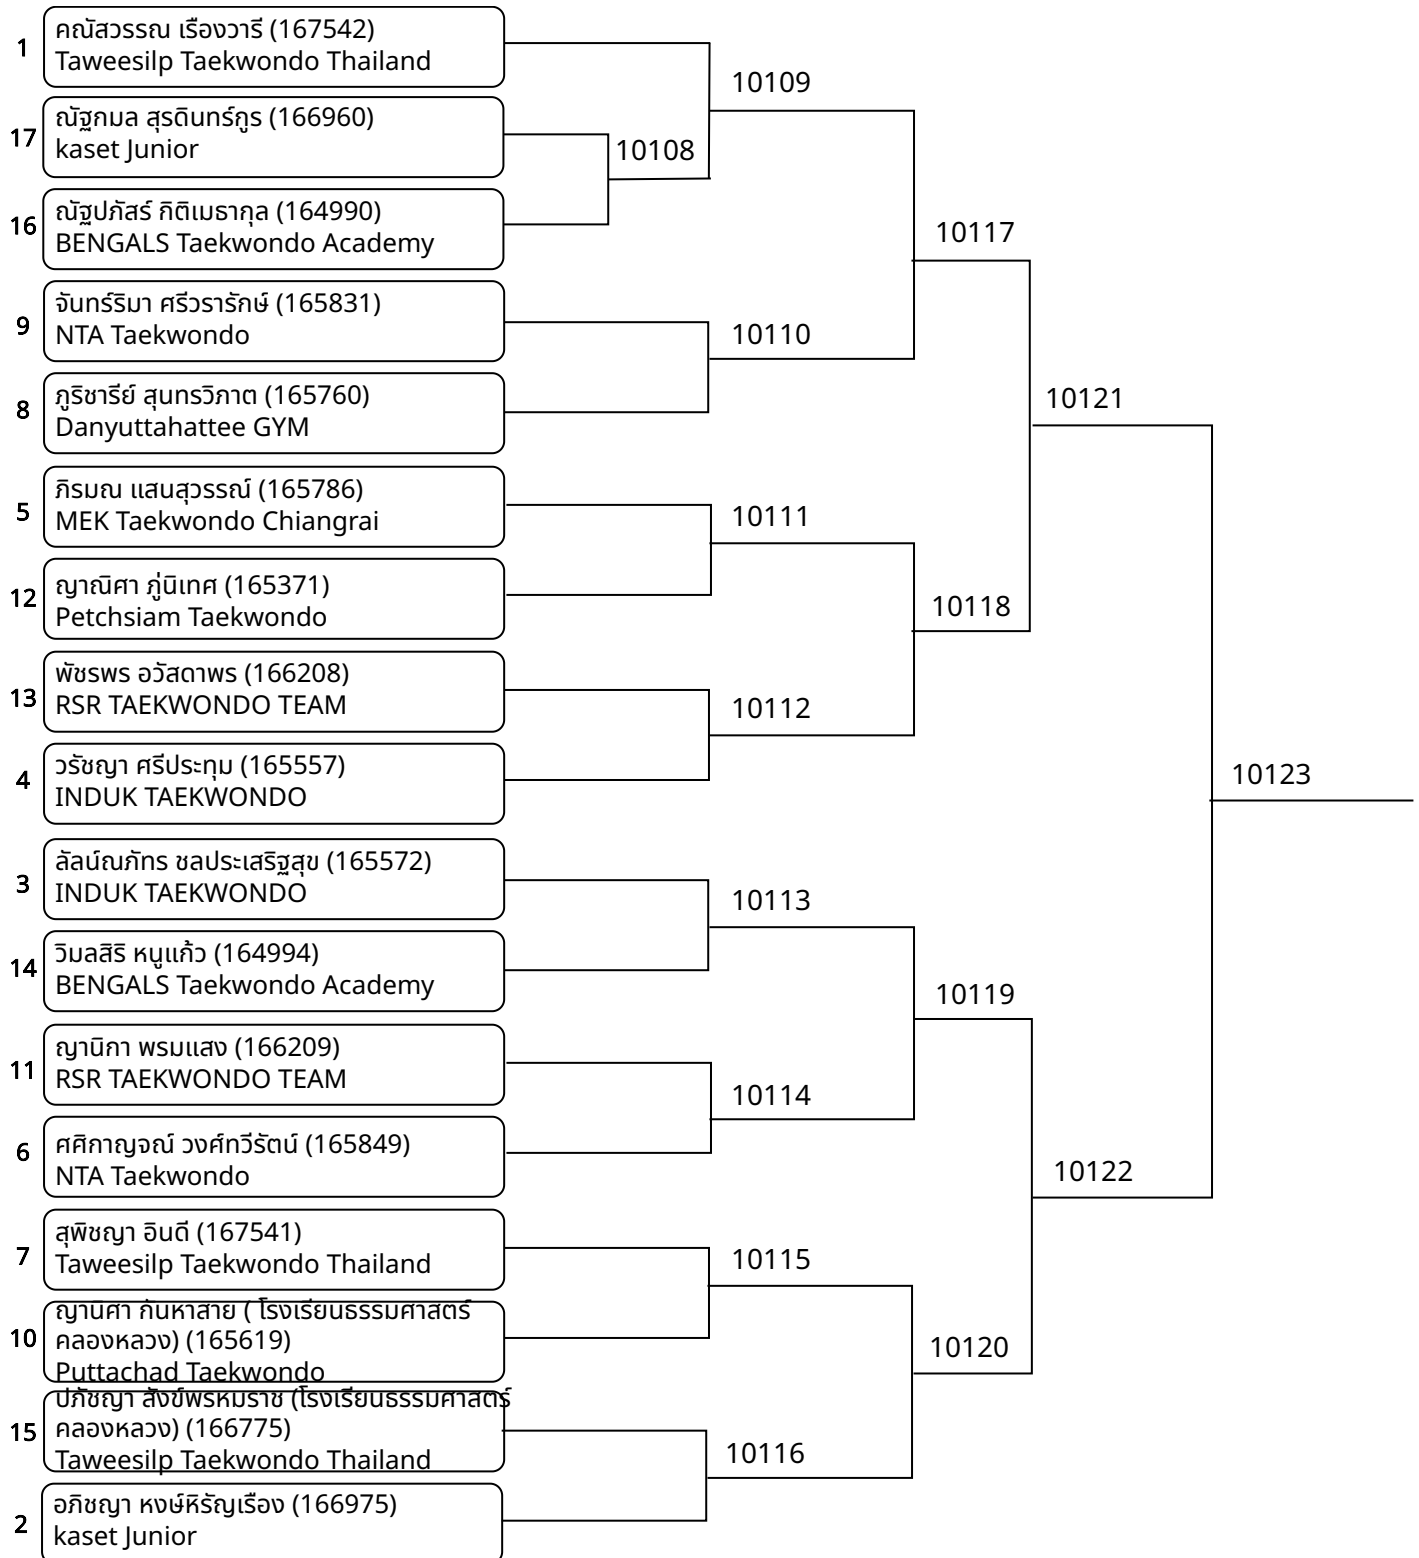 1
คณัสวรรณ เรืองวารี (167542)
Taweesilp Taekwondo Thailand
17
ณัฐกมล สุรดินทร์กูร (166960)
kaset Junior
16
ณัฐปภัสร์ กิติเมธากุล (164990)
BENGALS Taekwondo Academy
9
จันทร์ริมา ศรีวรารักษ์ (165831)
NTA Taekwondo
8
ภูริชารีย์ สุนทรวิภาต (165760)
Danyuttahattee GYM
5
ภิรมณ แสนสุวรรณ์ (165786)
MEK Taekwondo Chiangrai
12
ญาณิศา ภู่นิเทศ (165371)
Petchsiam Taekwondo
13
พัชรพร อวัสดาพร (166208)
RSR TAEKWONDO TEAM
4
วรัชญา ศรีประทุม (165557)
INDUK TAEKWONDO
3
ลัลน์ณภัทร ชลประเสริฐสุข (165572)
INDUK TAEKWONDO
14
วิมลสิริ หนูแก้ว (164994)
BENGALS Taekwondo Academy
11
ญานิกา พรมแสง (166209)
RSR TAEKWONDO TEAM
6
ศศิกาญจณ์ วงศ์ทวีรัตน์ (165849)
NTA Taekwondo
7
สุพิชญา อินดี (167541)
Taweesilp Taekwondo Thailand
10
ญานิศา กันหาสาย ( โรงเรียนธรรมศาสตร์
คลองหลวง) (165619)
Puttachad Taekwondo
15
ปภัชญา สังข์พรหมราช (โรงเรียนธรรมศาสตร์
คลองหลวง) (166775)
Taweesilp Taekwondo Thailand
2
อภิชญา หงษ์หิรัญเรือง (166975)
kaset Junior
10108
10109
10110
10111
10112
10113
10114
10115
10116
10117
10118
10119
10120
10121
10122
10123